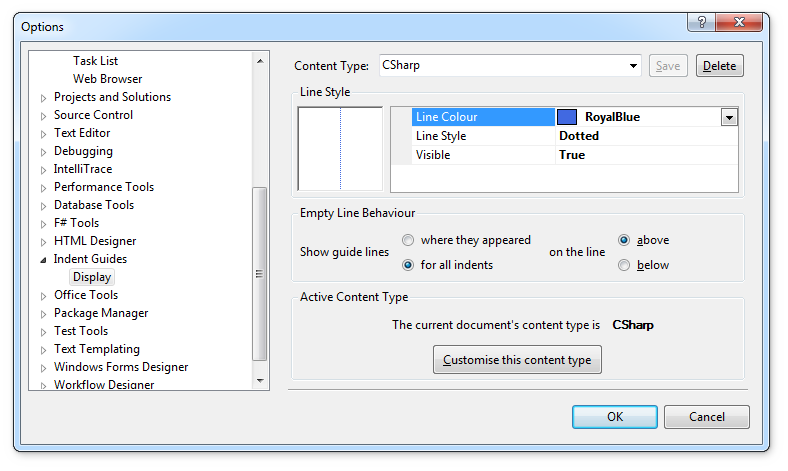 Options
Task List
Web Browser
Projects and Solutions
Source Control
Text Editor
Debugging
IntelliTrace
Performance Tools
Database Tools
F# Tools
HTML Designer
Indent Guides
Display
Office Tools
Package Manager
Test Tools
Text Templating
Windows Forms Designer
Workflow Designer
Content Type: CSharp Save Delete
Line Style
Line Colour RoyalBlue
Line Style Dotted
Visible True
Empty Line Behaviour
Show guide lines where they appeared on the line above
for all indents below
Active Content Type
The current document's content type is CSharp
Customise this content type
OK Cancel